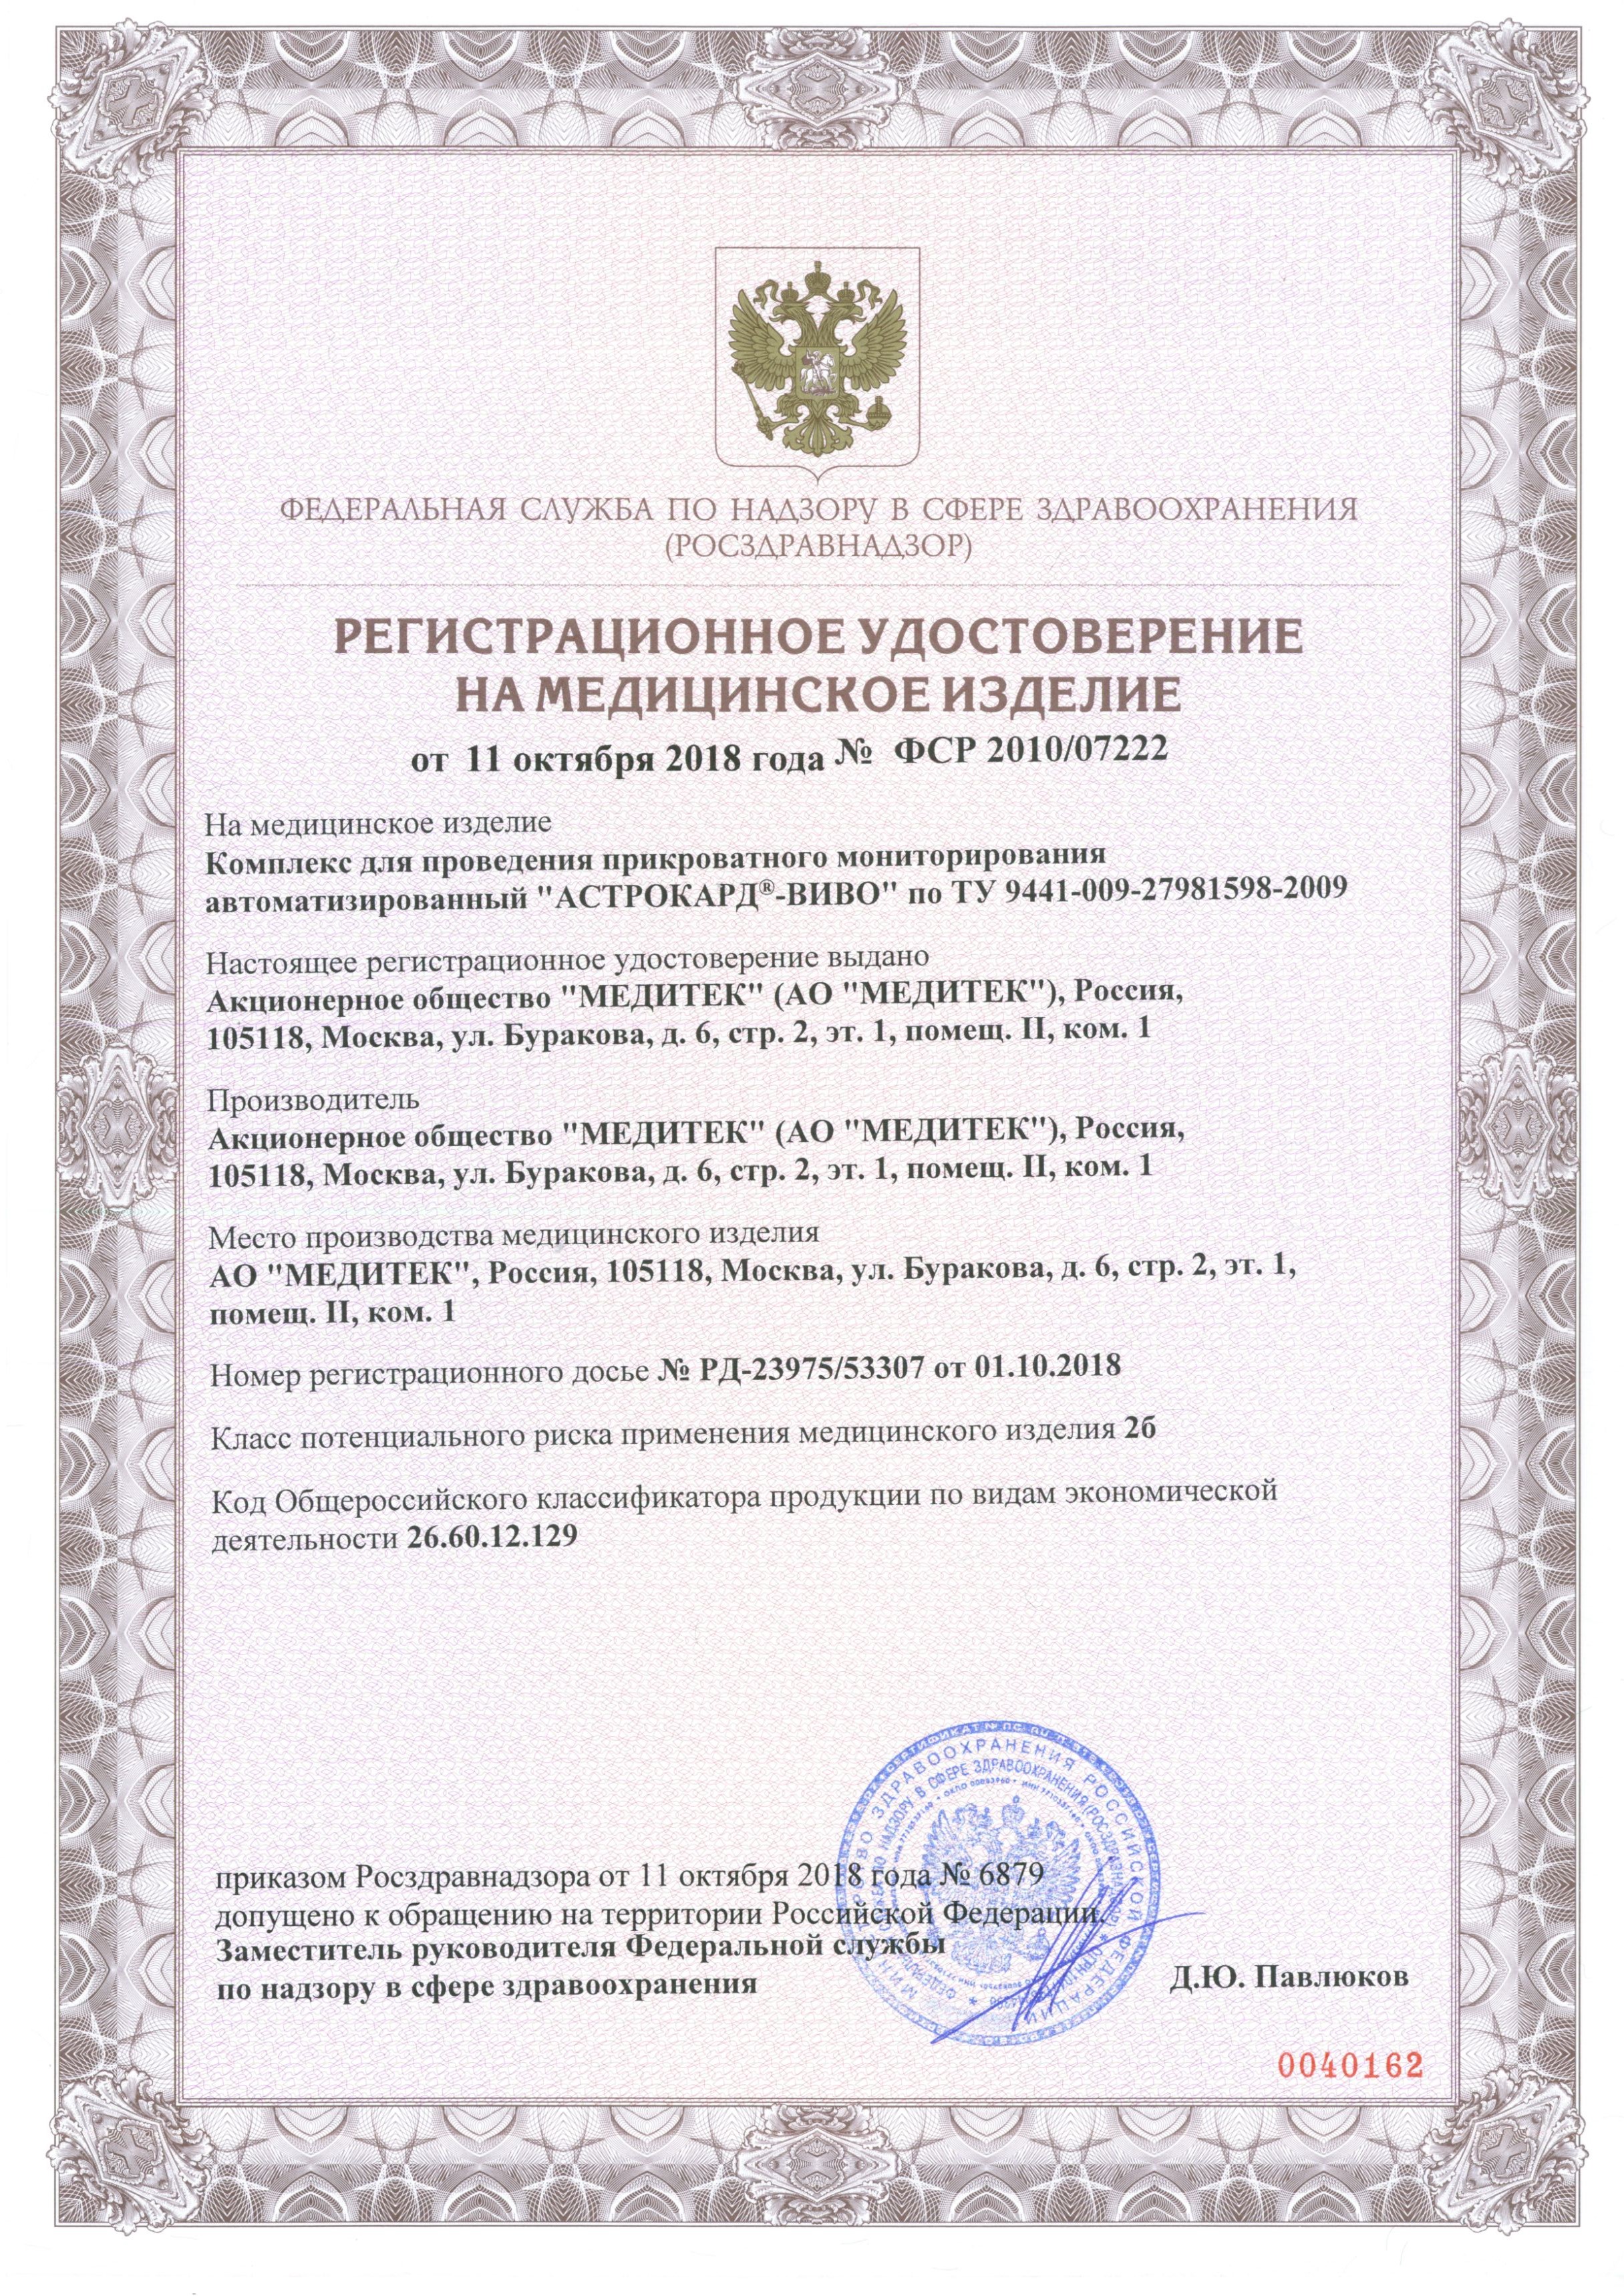 ФЕДЕРАЛЬНАЯ СЛУЖБА ПО НАДЗОРУ В СФЕРЕ ЗДРАВООХРАНЕНИЯ
(РОСЗДРАВНАДЗОР)
РЕГИСТРАЦИОННОЕ УДОСТОВЕРЕНИЕ
НА МЕДИЦИНСКОЕ ИЗДЕЛИЕ
от 11 октября 2018 года № ФСР 2010/07222
На медицинское изделие
Комплекс для проведения прикроватного мониторирования
автоматизированный "АСТРОКАРД®-ВИВО" по ТУ 9441-009-27981598-2009
Настоящее регистрационное удостоверение выдано
Акционерное общество "МЕДИТЕК" (АО "МЕДИТЕК"), Россия,
105118, Москва, ул. Буракова, д. 6, стр. 2, эт. 1, помещ. II, ком. 1
Производитель
Акционерное общество "МЕДИТЕК" (АО "МЕДИТЕК"), Россия,
105118, Москва, ул. Буракова, д. 6, стр. 2, эт. 1, помещ. II, ком. 1
Место производства медицинского изделия
АО "МЕДИТЕК", Россия, 105118, Москва, ул. Буракова, д. 6, стр. 2, эт. 1,
помещ. II, ком. 1
Номер регистрационного досье № РД-23975/53307 от 01.10.2018
Класс потенциального риска применения медицинского изделия 2б
Код Общероссийского классификатора продукции по видам экономической
деятельности 26.60.12.129
ЗДРАВООХРАНЕНИЯ РОССИЙСКОЙ ФЕДЕРАЦИИ
ПО НАДЗОРУ В СФЕРЕ ЗДРАВООХРАНЕНИЯ
приказом Росздравнадзора от 11 октября 2018 года № 6879
допущено к обращению на территории Российской Федерации.
Заместитель руководителя Федеральной службы
по надзору в сфере здравоохранения
Д.Ю. Павлюков
0040162